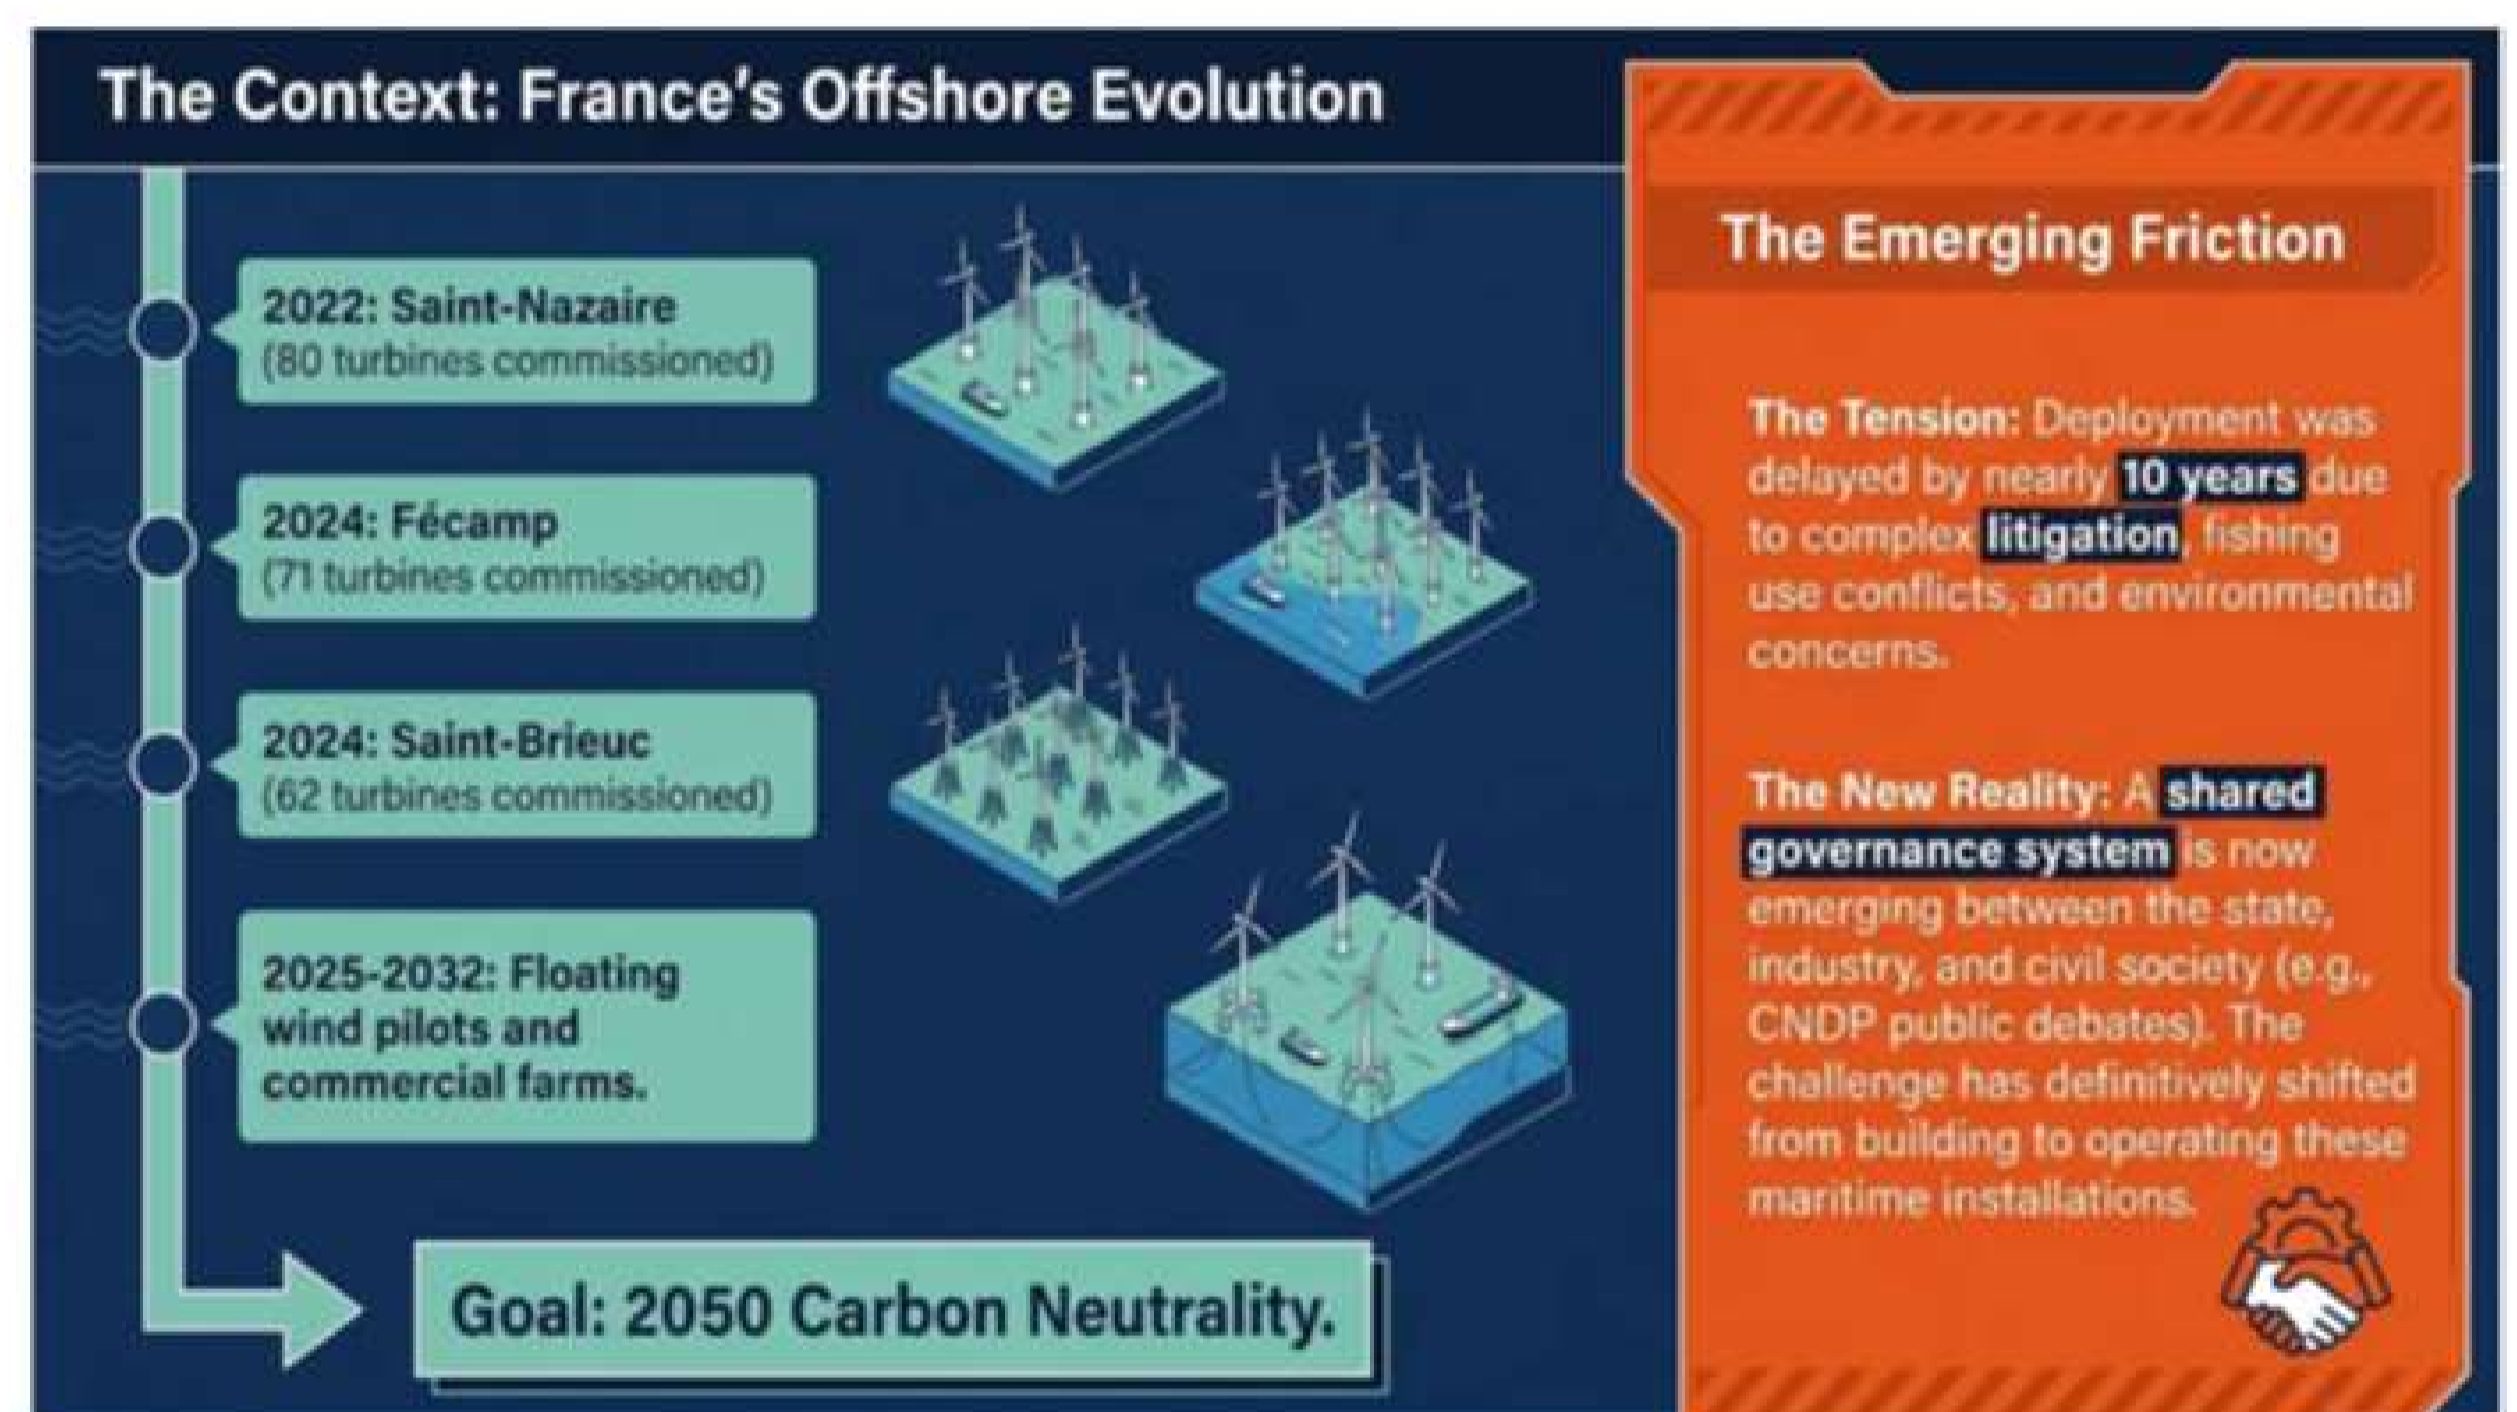 The Context: France's Offshore Evolution
2022: Saint-Nazaire
(80 turbines commissioned)
2024: Fécamp
(71 turbines commissioned)
2024: Saint-Brieuc
(62 turbines commissioned)
2025-2032: Floating
wind pilots and
commercial farms.
Goal: 2050 Carbon Neutrality.
The Emerging Friction
The Tension: Deployment was
delayed by nearly 10 years due
to complex litigation, fishing
use conflicts, and environmental
concerns.
The New Reality: A shared
governance system is now
emerging between the state,
industry, and civil society (e.g.,
CNDP public debates). The
challenge has definitively shifted
from building to operating these
maritime installations.